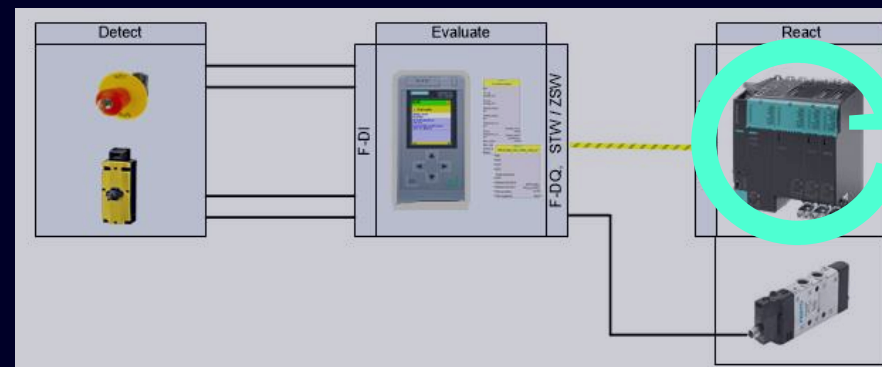 Detect
Evaluate
React
F-DI
F-DQ, STW / ZSW